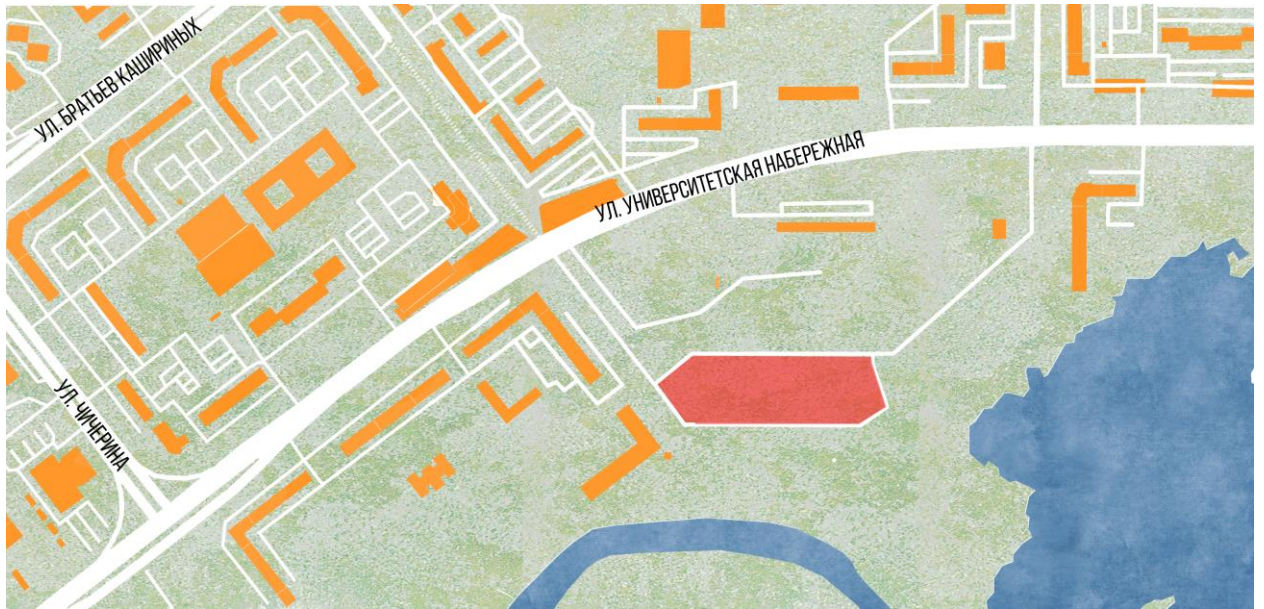 УЛ. БРАТЬЕВ КАШИРИНЫХ
УЛ. УНИВЕРСИТЕТСКАЯ НАБЕРЕЖНАЯ
УЛ. ЧИЧЕРИНА